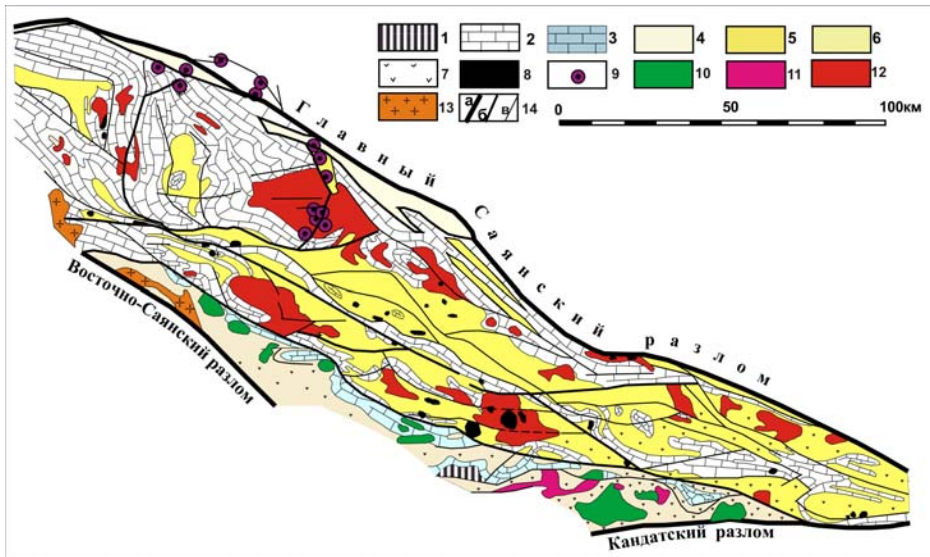 1 2 3 4 5 6
7 8 9 10 11 12
13 а б в 14 0 50 100км
Главный Саянский разлом
Восточно-Саянский разлом
Кандатский разлом